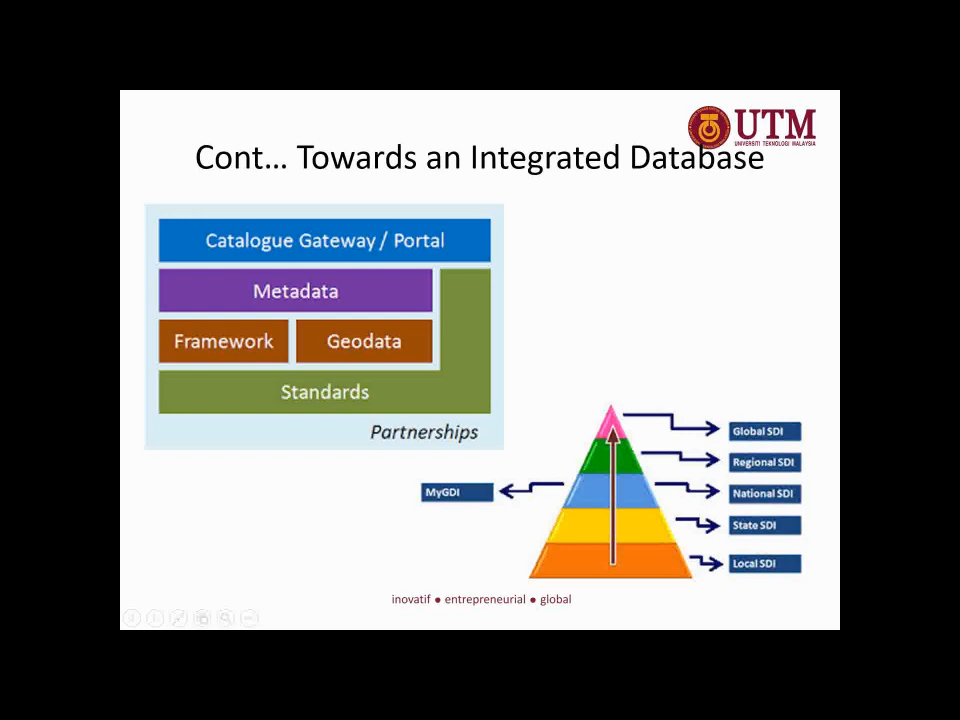 UTM
UNIVERSITI TEKNOLOGI MALAYSIA
Cont… Towards an Integrated Database
Catalogue Gateway / Portal
Metadata
Framework
Geodata
Standards
Partnerships
Global SDI
Regional SDI
MyGDI
National SDI
State SDI
Local SDI
inovatif ● entrepreneurial ● global